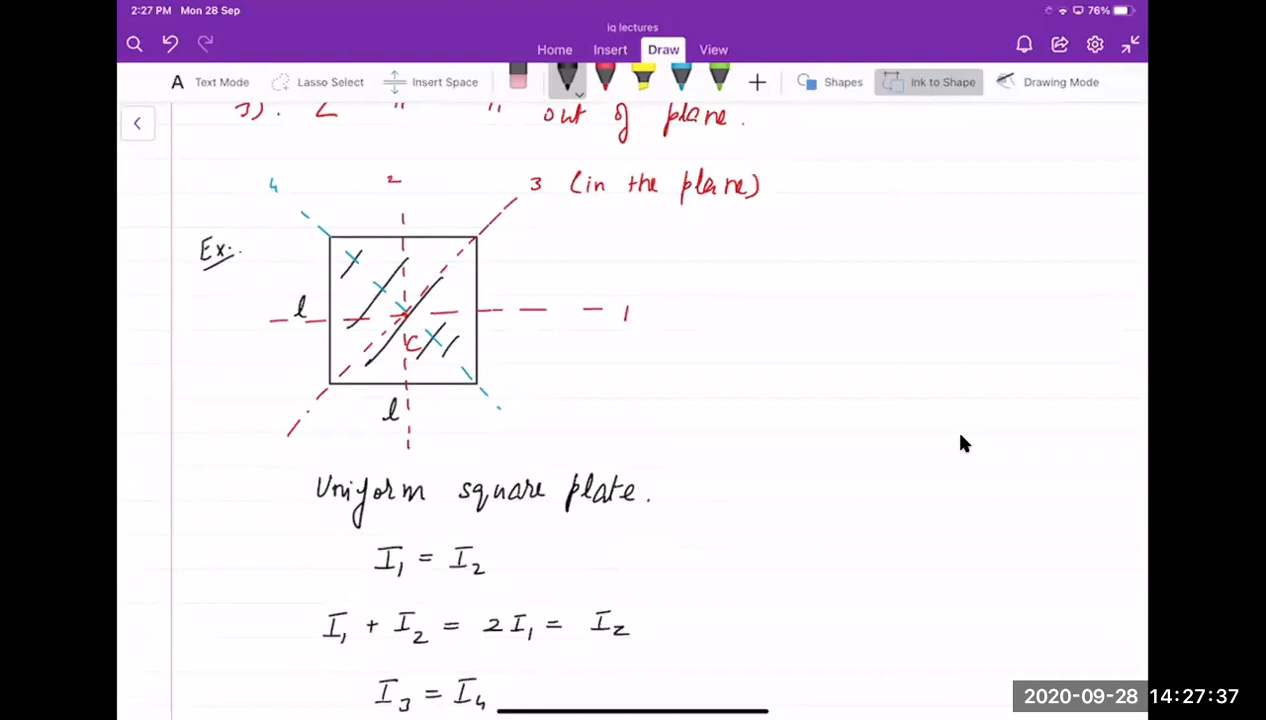 2:27 PM Mon 28 Sep
76%
iq lectures
Home Insert Draw View
A Text Mode Lasso Select Insert Space Shapes Ink to Shape Drawing Mode
3). Z " " out of plane.
4 2 3 (in the plane)
Ex:.
l 1
C
l
Uniform square plate.
I₁ = I₂
I₁ + I₂ = 2I₁ = I_Z
I₃ = I₄
2020-09-28 14:27:37